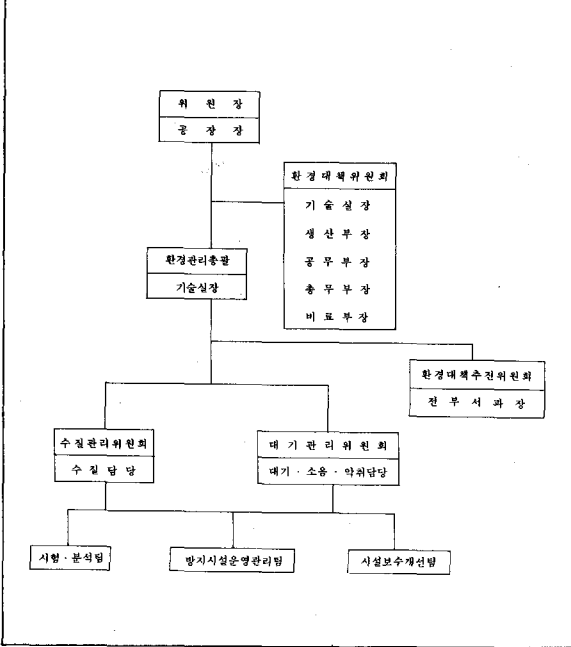 위 원 장
공 장 장
환경대책위원회
기 술 실 장
생 산 부 장
공 무 부 장
총 무 부 장
비 료 부 장
환경관리총괄
기술실장
환경대책추진위원회
전 부 서 과 장
수질관리위원회
수 질 담 당
대 기 관 리 위 원 회
대기 · 소음 · 악취담당
시험 · 분석팀
방지시설운영관리팀
시설보수개선팀